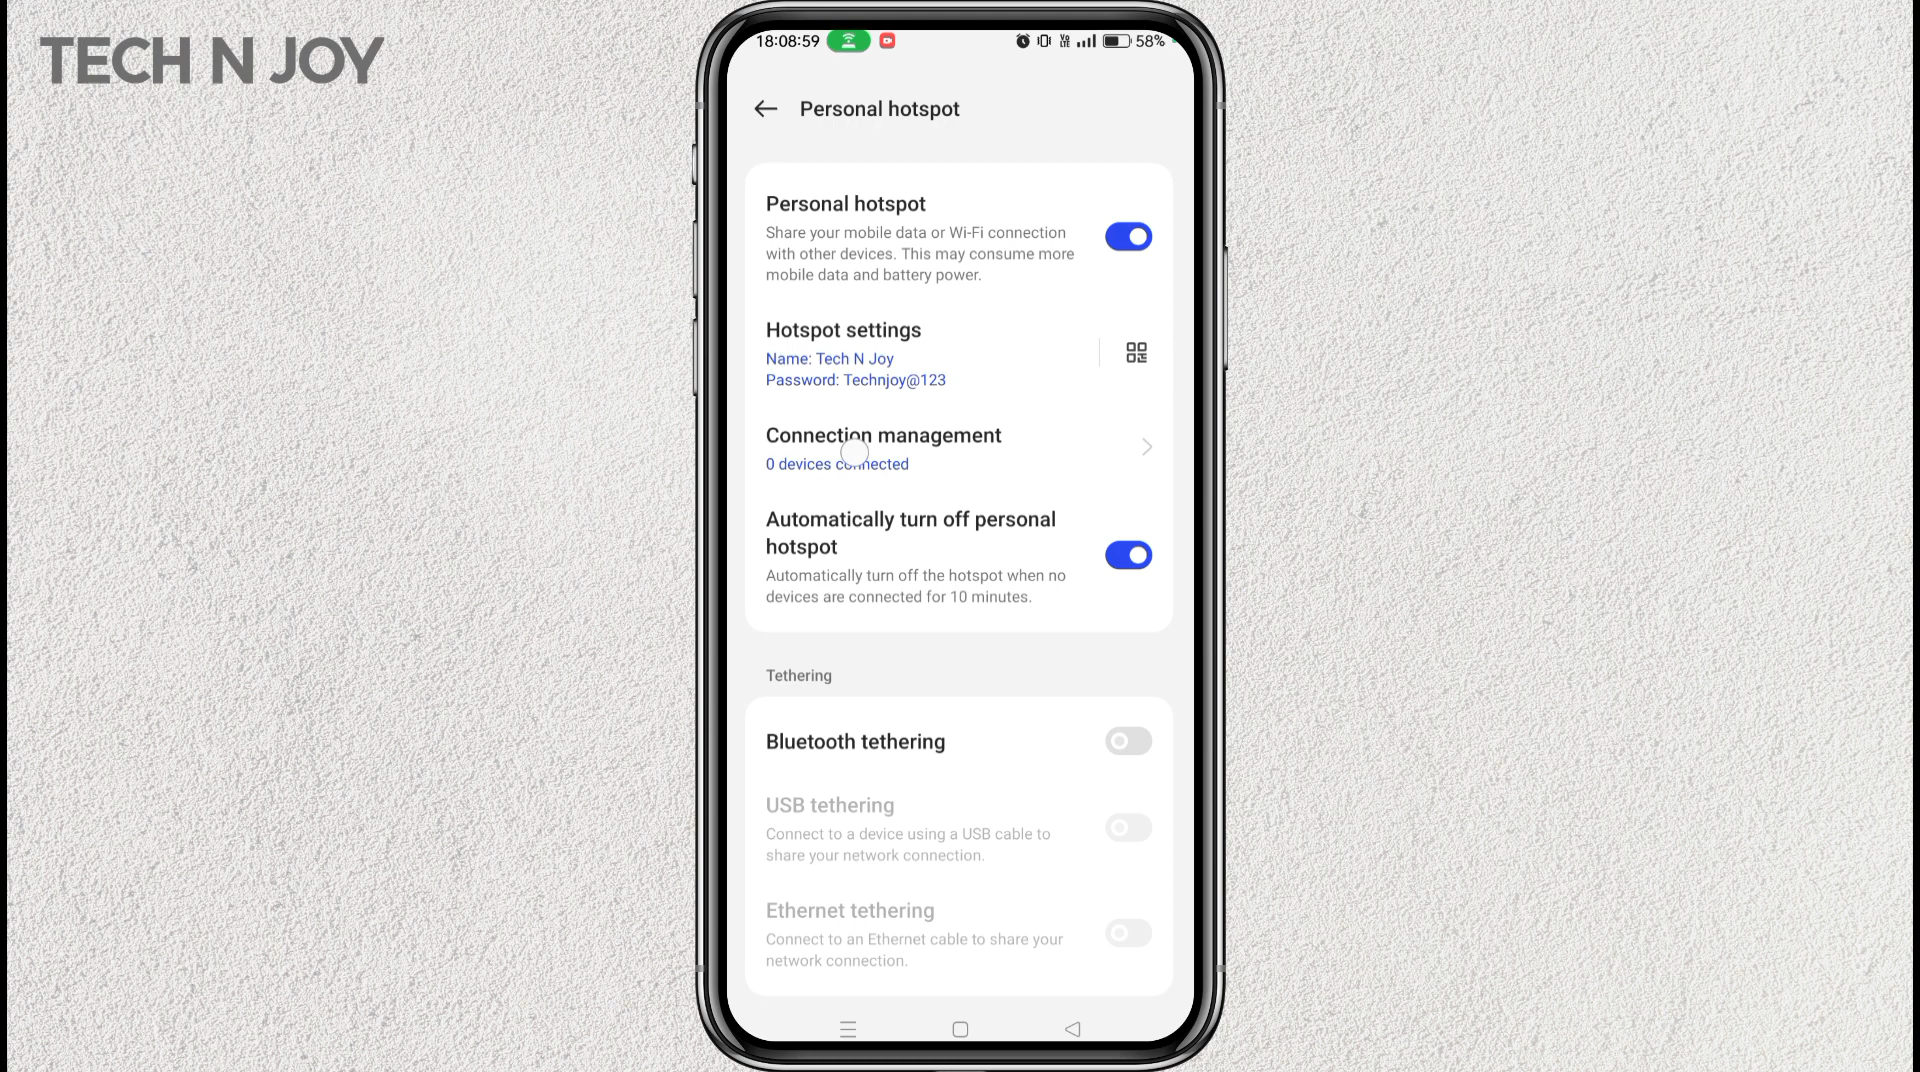 TECH N JOY
18:08:59
58%
Personal hotspot
Personal hotspot
Share your mobile data or Wi-Fi connection
with other devices. This may consume more
mobile data and battery power.
Hotspot settings
Name: Tech N Joy
Password: Technjoy@123
Connection management
0 devices connected
Automatically turn off personal
hotspot
Automatically turn off the hotspot when no
devices are connected for 10 minutes.
Tethering
Bluetooth tethering
USB tethering
Connect to a device using a USB cable to
share your network connection.
Ethernet tethering
Connect to an Ethernet cable to share your
network connection.